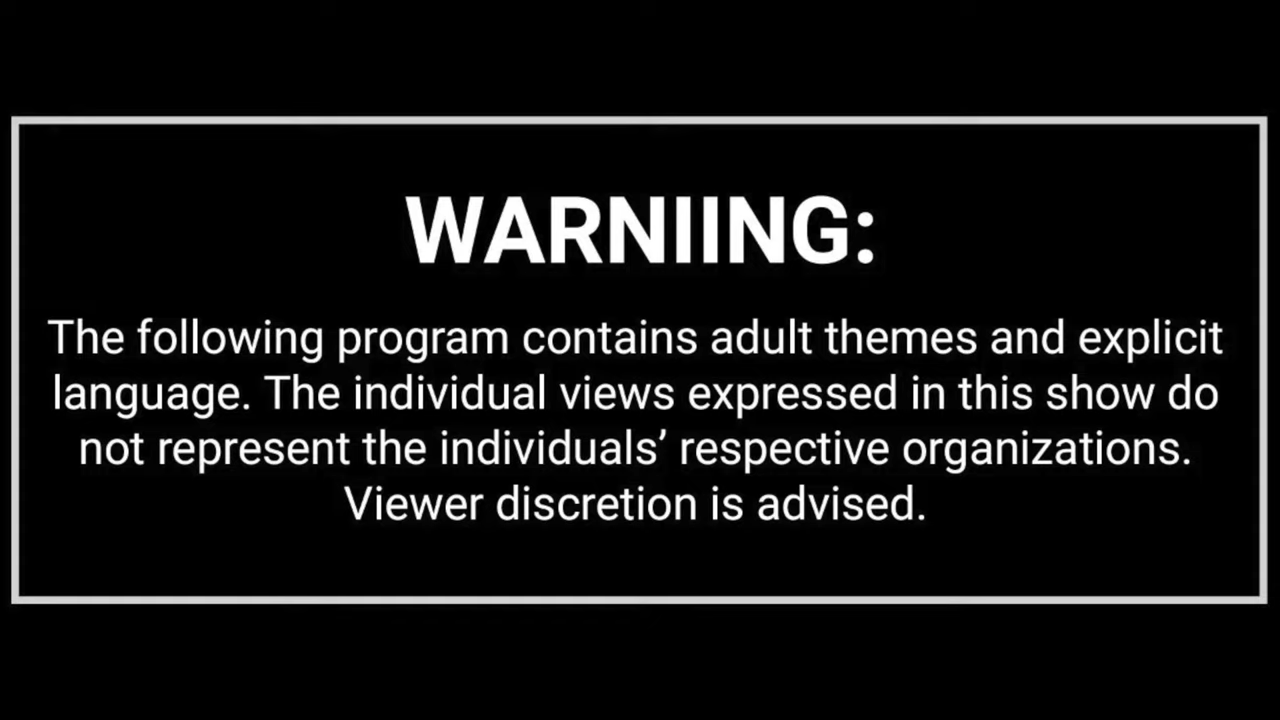 WARNIING:
The following program contains adult themes and explicit
language. The individual views expressed in this show do
not represent the individuals’ respective organizations.
Viewer discretion is advised.